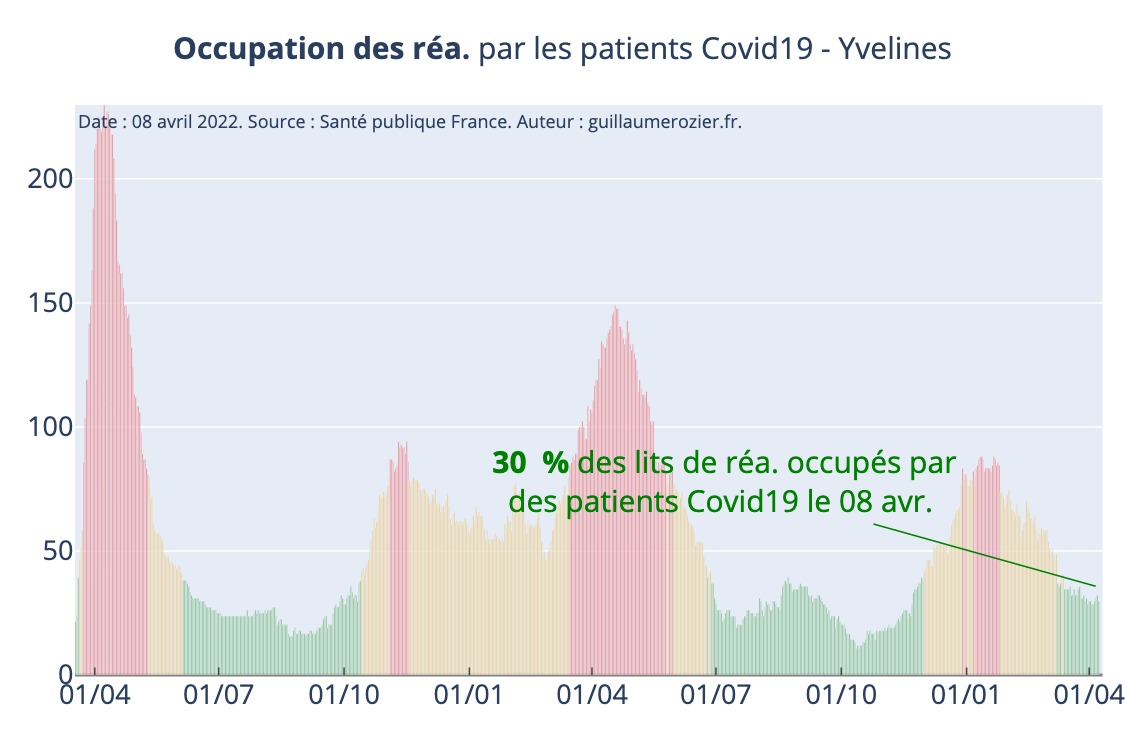 Occupation des réa. par les patients Covid19 - Yvelines
Date : 08 avril 2022. Source : Santé publique France. Auteur : guillaumerozier.fr.
200
150
100
30 % des lits de réa. occupés par
des patients Covid19 le 08 avr.
50
0
01/04 01/07 01/10 01/01 01/04 01/07 01/10 01/01 01/04